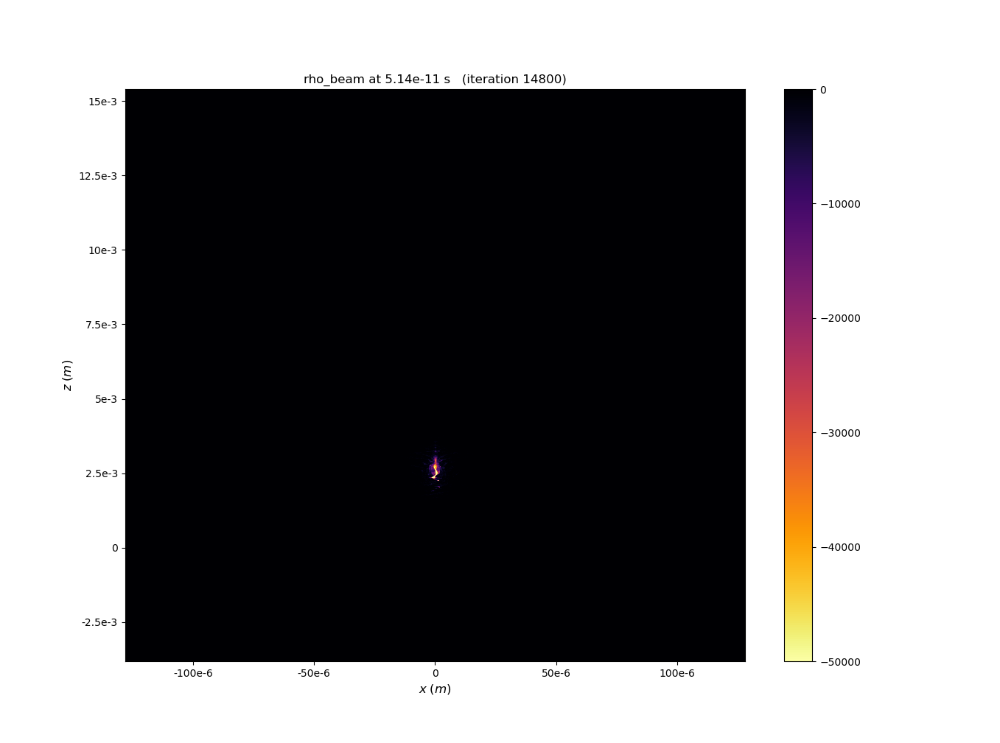 rho_beam at 5.14e-11 s (iteration 14800)
15e-3
12.5e-3
10e-3
7.5e-3
5e-3
2.5e-3
0
-2.5e-3
z (m)
-100e-6
-50e-6
0
50e-6
100e-6
x (m)
0
−10000
−20000
−30000
−40000
−50000